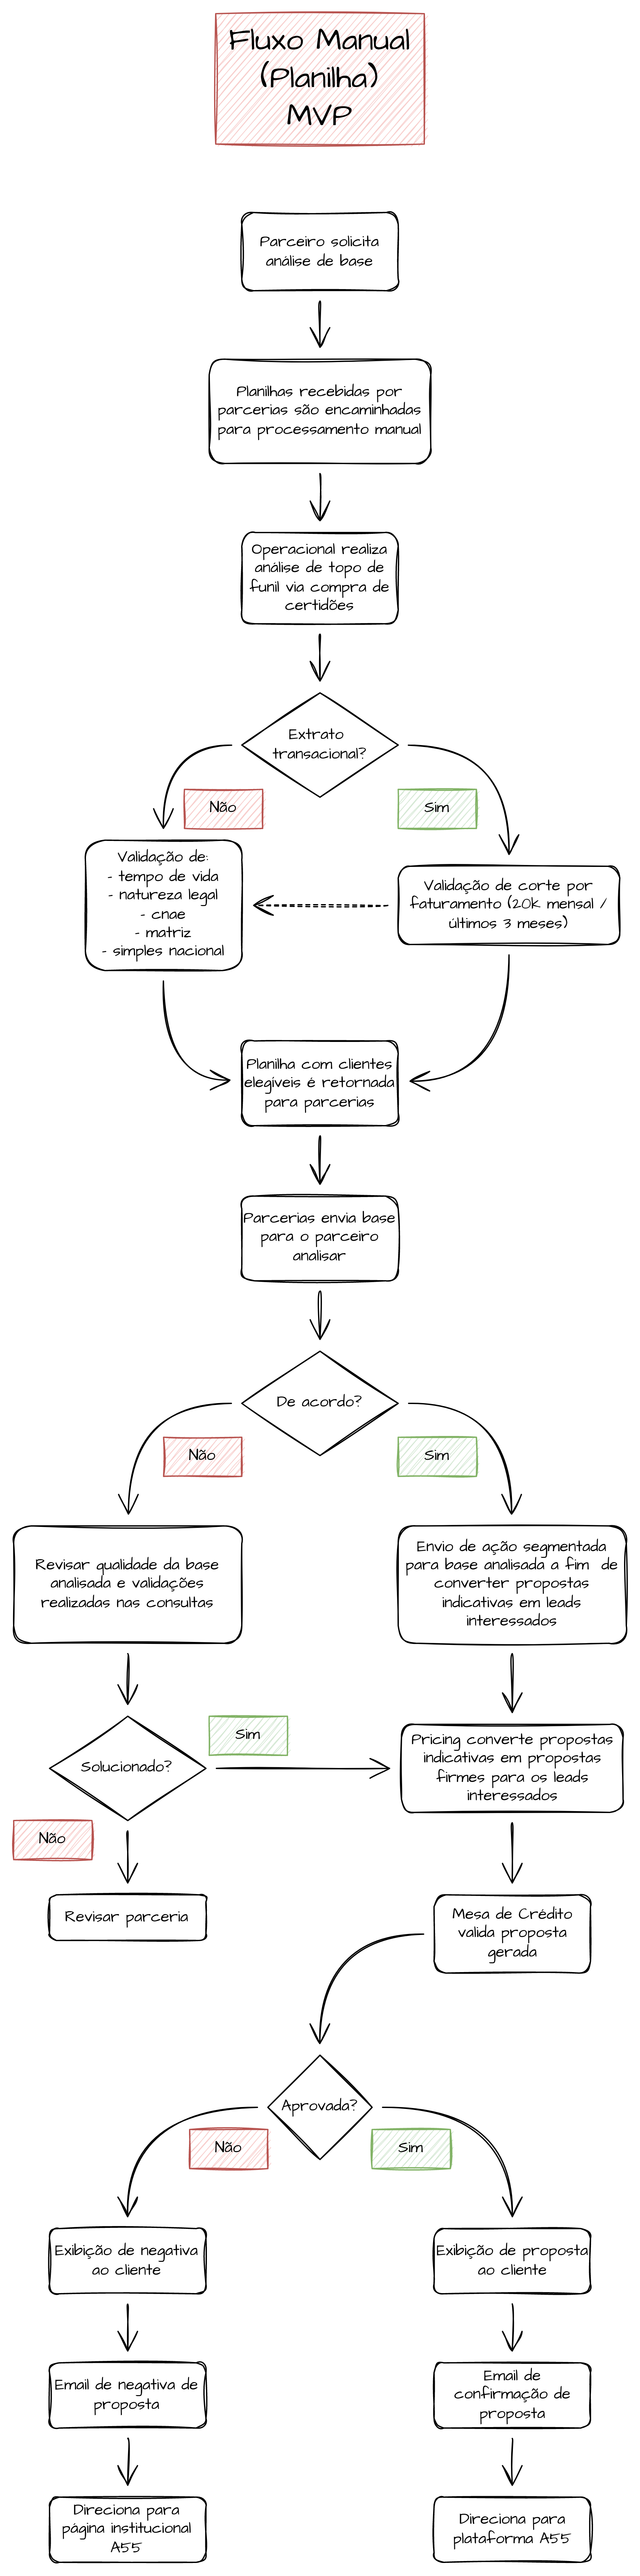 Fluxo Manual
(Planilha)
MVP
Parceiro solicita
análise de base
Planilhas recebidas por
parcerias são encaminhadas
para processamento manual
Operacional realiza
análise de topo de
funil via compra de
certidões
Extrato
transacional?
Não
Sim
Validação de:
- tempo de vida
- natureza legal
- cnae
- matriz
- simples nacional
Validação de corte por
faturamento (20k mensal /
últimos 3 meses)
Planilha com clientes
elegíveis é retornada
para parcerias
Parcerias envia base
para o parceiro
analisar
De acordo?
Não
Sim
Revisar qualidade da base
analisada e validações
realizadas nas consultas
Envio de ação segmentada
para base analisada a fim de
converter propostas
indicativas em leads
interessados
Solucionado?
Sim
Pricing converte propostas
indicativas em propostas
firmes para os leads
interessados
Não
Revisar parceria
Mesa de Crédito
valida proposta
gerada
Aprovada?
Não
Sim
Exibição de negativa
ao cliente
Exibição de proposta
ao cliente
Email de negativa de
proposta
Email de
confirmação de
proposta
Direciona para
página institucional
A55
Direciona para
plataforma A55